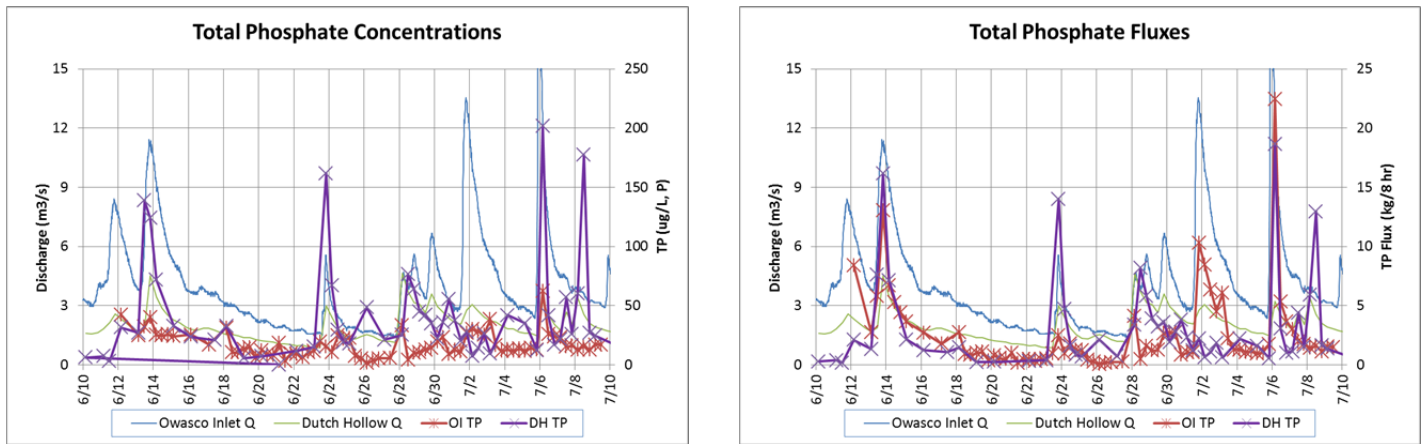 Total Phosphate Concentrations
15
12
9
6
3
0
Discharge (m3/s)
250
200
150
100
50
0
TP (ug/L, P)
6/10 6/12 6/14 6/16 6/18 6/20 6/22 6/24 6/26 6/28 6/30 7/2 7/4 7/6 7/8 7/10
Owasco Inlet Q Dutch Hollow Q OI TP DH TP
Total Phosphate Fluxes
15
12
9
6
3
0
Discharge (m3/s)
25
20
15
10
5
0
TP Flux (kg/8 hr)
6/10 6/12 6/14 6/16 6/18 6/20 6/22 6/24 6/26 6/28 6/30 7/2 7/4 7/6 7/8 7/10
Owasco Inlet Q Dutch Hollow Q OI TP DH TP